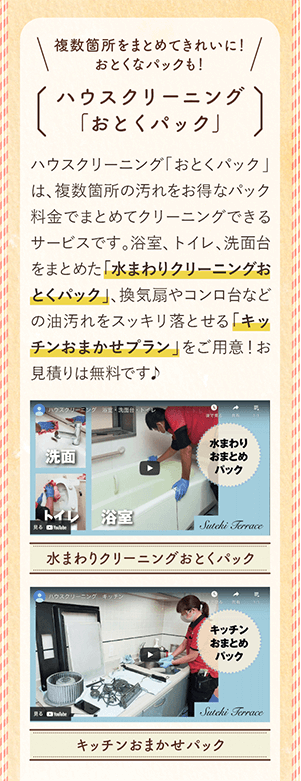 複数箇所をまとめてきれいに！
おとくなパックも！
ハウスクリーニング
「おとくパック」
ハウスクリーニング「おとくパック」
は、複数箇所の汚れをお得なパック
料金でまとめてクリーニングできる
サービスです。浴室、トイレ、洗面台
をまとめた「水まわりクリーニングお
とくパック」、換気扇やコンロ台など
の油汚れをスッキリ落とせる「キッ
チンおまかせプラン」をご用意！お
見積りは無料です♪
ハウスクリーニング 浴室・洗面台・トイレ
水まわり
おまとめ
パック
洗面
トイレ
浴室
見る YouTube
Suteki Terrace
水まわりクリーニングおとくパック
ハウスクリーニング キッチン
キッチン
おまとめ
パック
見る YouTube
Suteki Terrace
キッチンおまかせパック